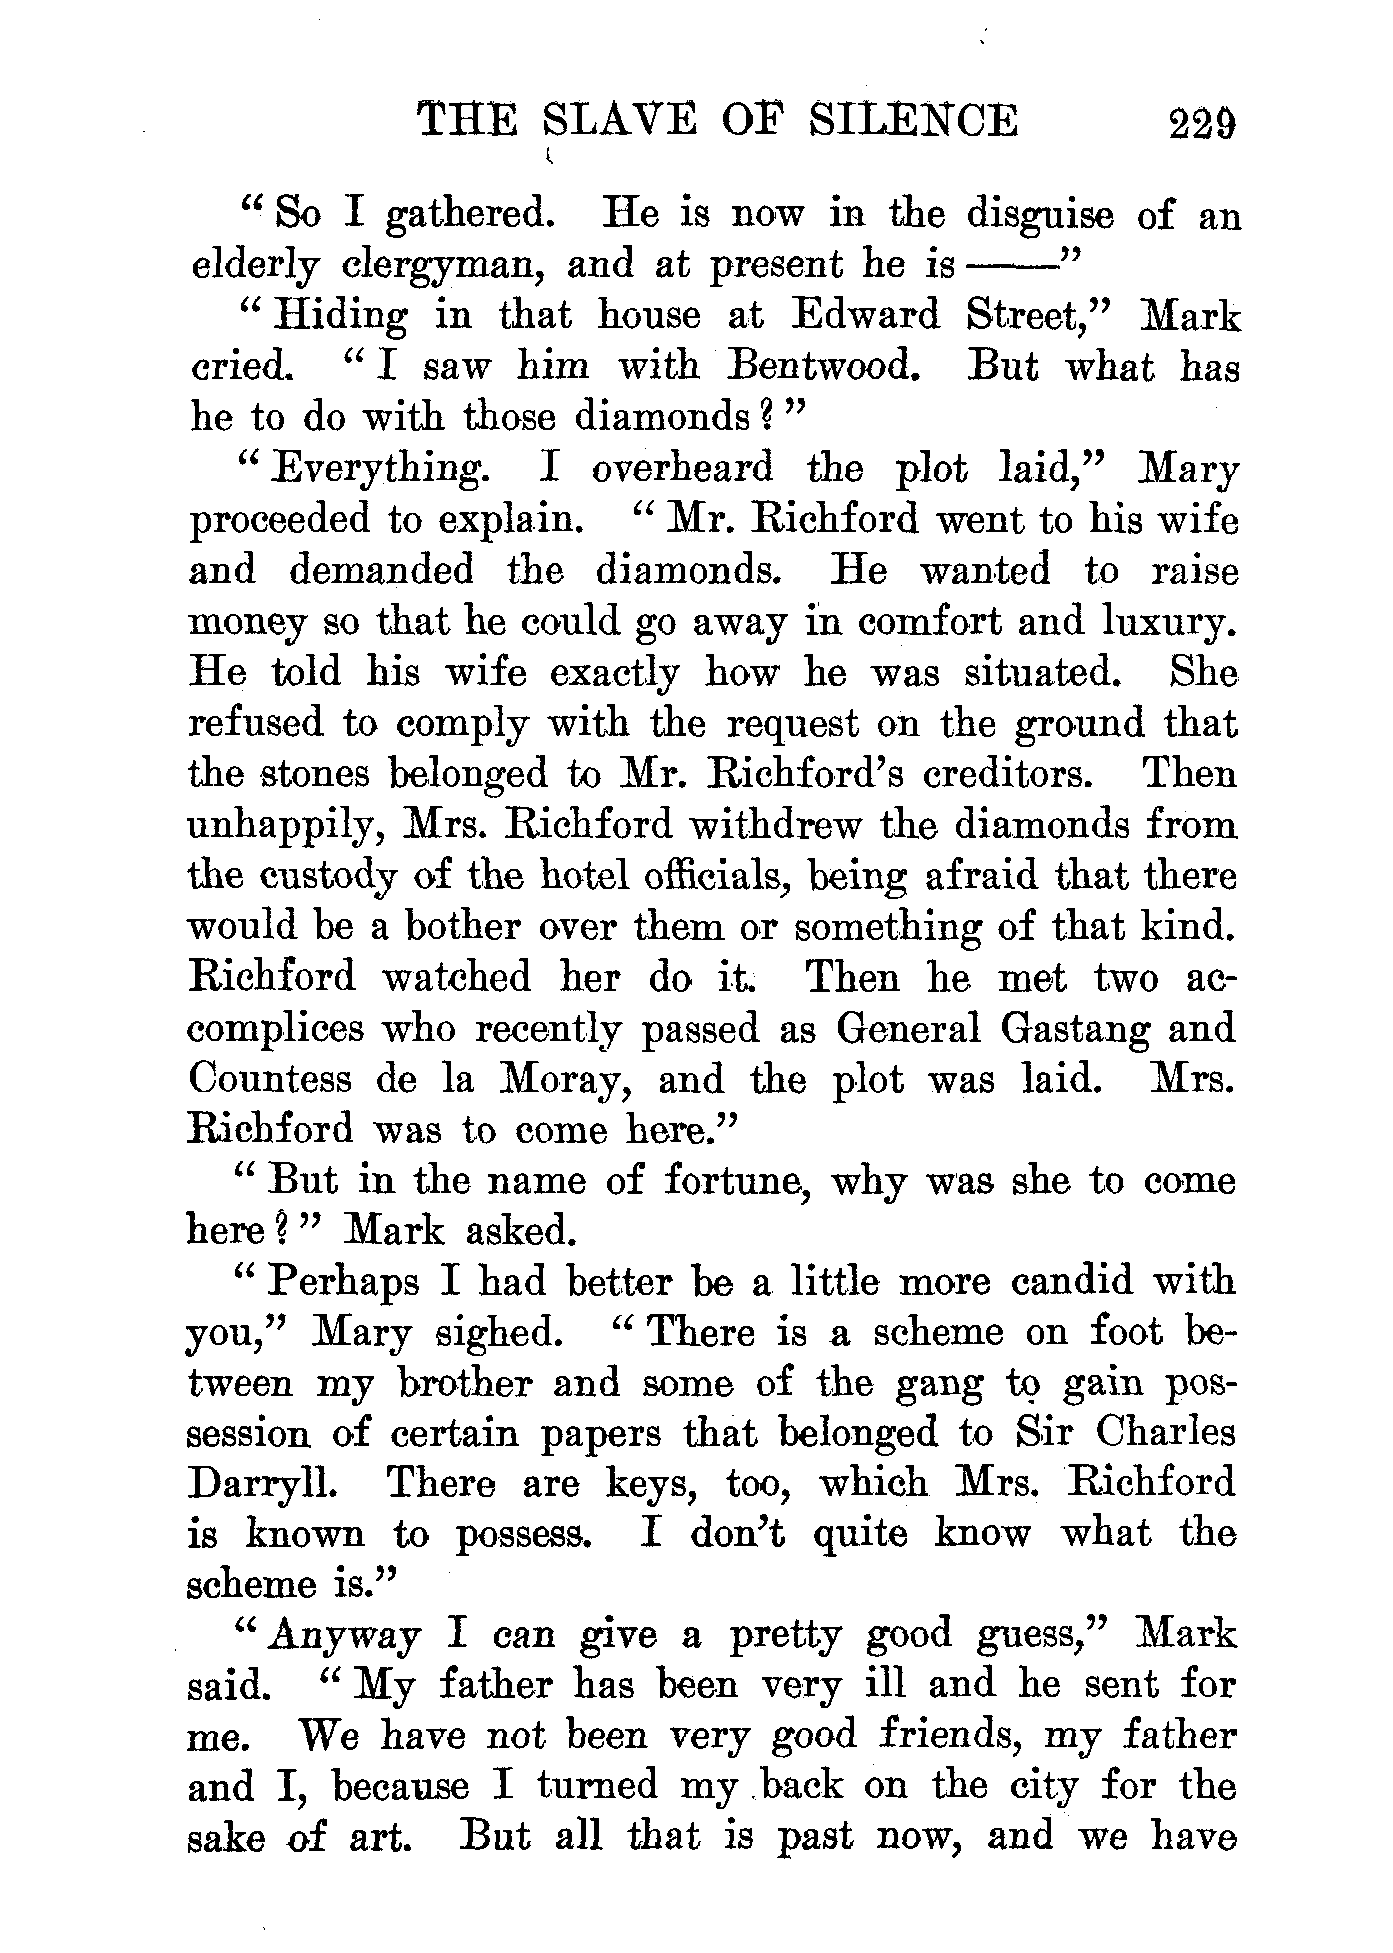 THE SLAVE OF SILENCE 229
“So I gathered. He is now in the disguise of an
elderly clergyman, and at present he is ——”
“Hiding in that house at Edward Street,” Mark
cried. “I saw him with Bentwood. But what has
he to do with those diamonds?”
“Everything. I overheard the plot laid,” Mary
proceeded to explain. “Mr. Richford went to his wife
and demanded the diamonds. He wanted to raise
money so that he could go away in comfort and luxury.
He told his wife exactly how he was situated. She
refused to comply with the request on the ground that
the stones belonged to Mr. Richford’s creditors. Then
unhappily, Mrs. Richford withdrew the diamonds from
the custody of the hotel officials, being afraid that there
would be a bother over them or something of that kind.
Richford watched her do it. Then he met two ac-
complices who recently passed as General Gastang and
Countess de la Moray, and the plot was laid. Mrs.
Richford was to come here.”
“But in the name of fortune, why was she to come
here?” Mark asked.
“Perhaps I had better be a little more candid with
you,” Mary sighed. “There is a scheme on foot be-
tween my brother and some of the gang to gain pos-
session of certain papers that belonged to Sir Charles
Darryll. There are keys, too, which Mrs. Richford
is known to possess. I don’t quite know what the
scheme is.”
“Anyway I can give a pretty good guess,” Mark
said. “My father has been very ill and he sent for
me. We have not been very good friends, my father
and I, because I turned my back on the city for the
sake of art. But all that is past now, and we have